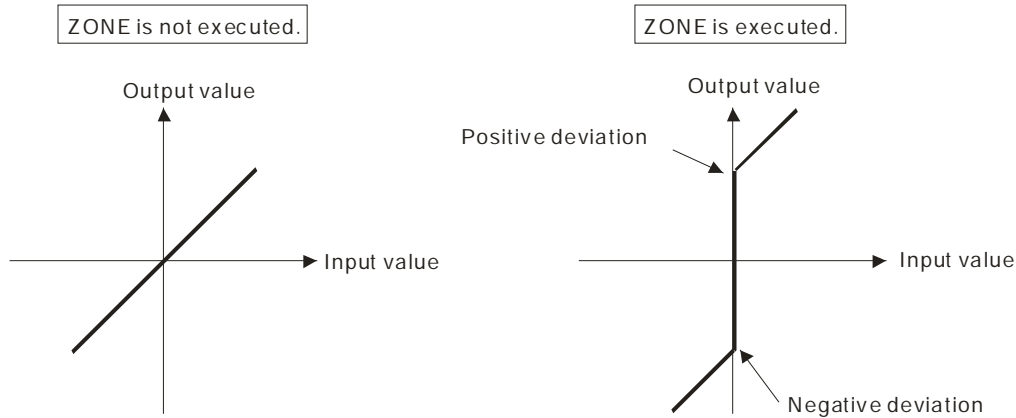 ZONE is not executed.
ZONE is executed.
Output value
Output value
Positive deviation
Input value
Input value
Negative deviation